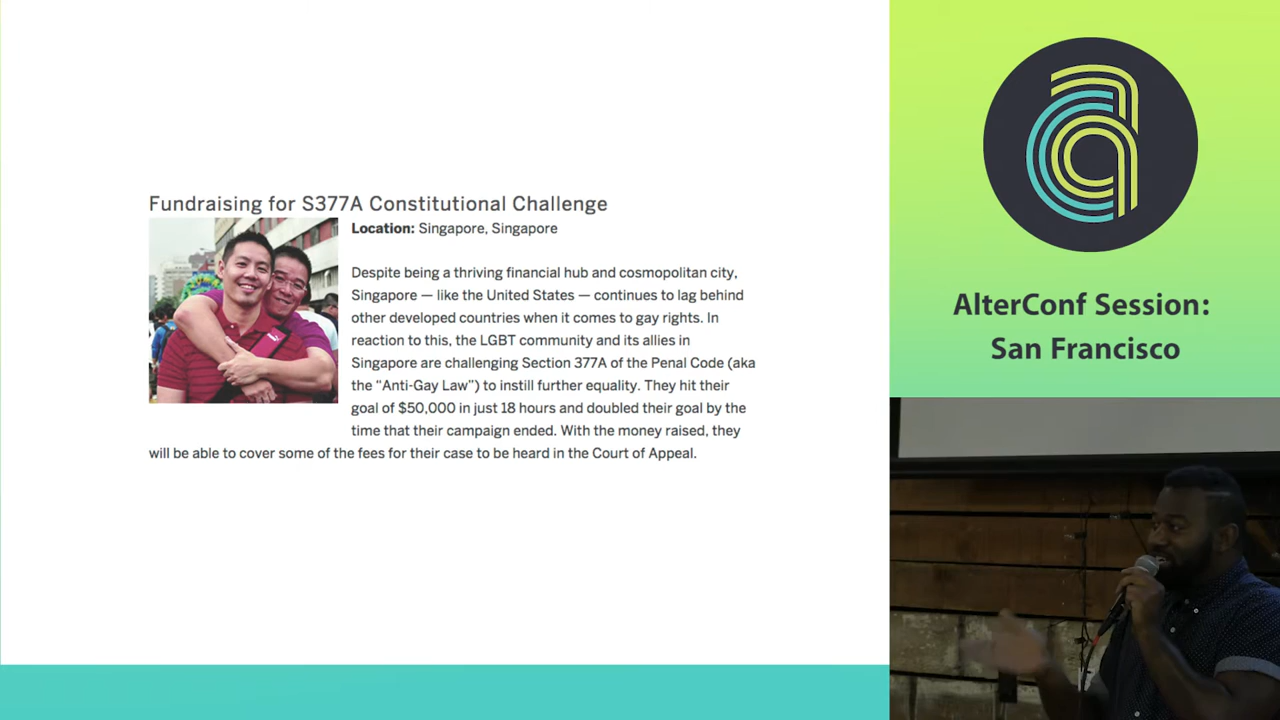 Fundraising for S377A Constitutional Challenge
Location: Singapore, Singapore
Despite being a thriving financial hub and cosmopolitan city,
Singapore — like the United States — continues to lag behind
other developed countries when it comes to gay rights. In
reaction to this, the LGBT community and its allies in
Singapore are challenging Section 377A of the Penal Code (aka
the “Anti-Gay Law”) to instill further equality. They hit their
goal of $50,000 in just 18 hours and doubled their goal by the
time that their campaign ended. With the money raised, they
will be able to cover some of the fees for their case to be heard in the Court of Appeal.
AlterConf Session:
San Francisco